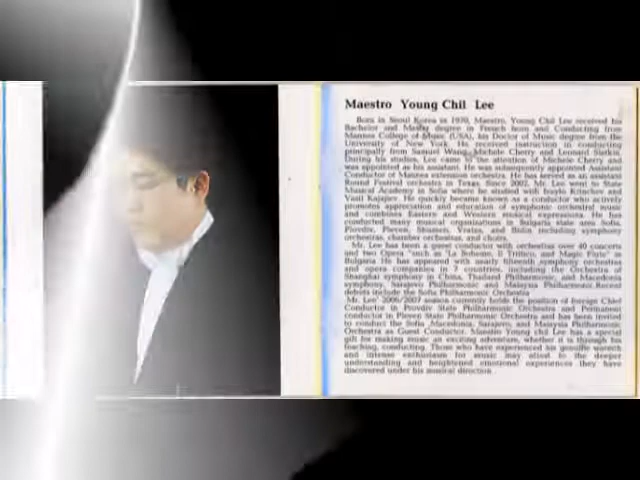 Maestro Young Chil Lee
Born in Seoul Korea in 1970, Maestro, Young Chil Lee received his
Bachelor and Master degree in French horn and Conducting from
Mannes College of Music (USA), his Doctor of Music degree from the
University of New York. He received instruction in conducting
principally from Samuel Wang, Michele Cherry and Leonard Slatkin.
During his studies, Lee came to the attention of Michele Cherry and
was appointed as his assistant. He was subsequently appointed Assistant
Conductor of Mannes extension orchestra. He has served as an assistant
Round Festival orchestra in Texas. Since 2002, Mr. Lee went to State
Musical Academy in Sofia where he studied with Ivaylo Krinchev and
Vasil Kajajiev. He quickly became known as a conductor who actively
promotes appreciation and education of symphonic orchestral music
and combines Eastern and Western musical expressions. He has
conducted many music organizations in Bulgaria state area Sofia,
Plovdiv, Pleven, Shumen, Vratsa, and Bidin including symphony
orchestras, chamber orchestras, and choirs.
Mr. Lee has been a guest conductor with orchestras over 40 concerts
and two Opera "such as "La Boheme, Il Trittico, and Magic Flute" in
Bulgaria He has appeared with nearly fifteenth symphony orchestras
and opera companies in 7 countries, including the Orchestra of
Shanghai symphony in China, Thailand Philharmonic, and Macedonia
symphony, Sarajevo Philharmonic and Malaysia Philharmonic.Recent
debuts include the Sofia Philharmonic Orchestra
Mr. Lee' 2006/2007 season currently holds the position of foreign Chief
Conductor in Provdiv State Philharmonic Orchestra and Permanent
conductor in Pleven State Philharmonic Orchestra and has been invited
to conduct the Sofia ,Macedonia, Sarajevo, and Malaysia Philharmonic
Orchestra as Guest Conductor. Maestro Young chil Lee has a special
gift for making music an exciting adventure, whether it is through his
teaching, conducting. Those who have experienced his genuine warmth
and intense enthusiasm for music may attest to the deeper
understanding and heightened emotional experiences they have
discovered under his musical direction.